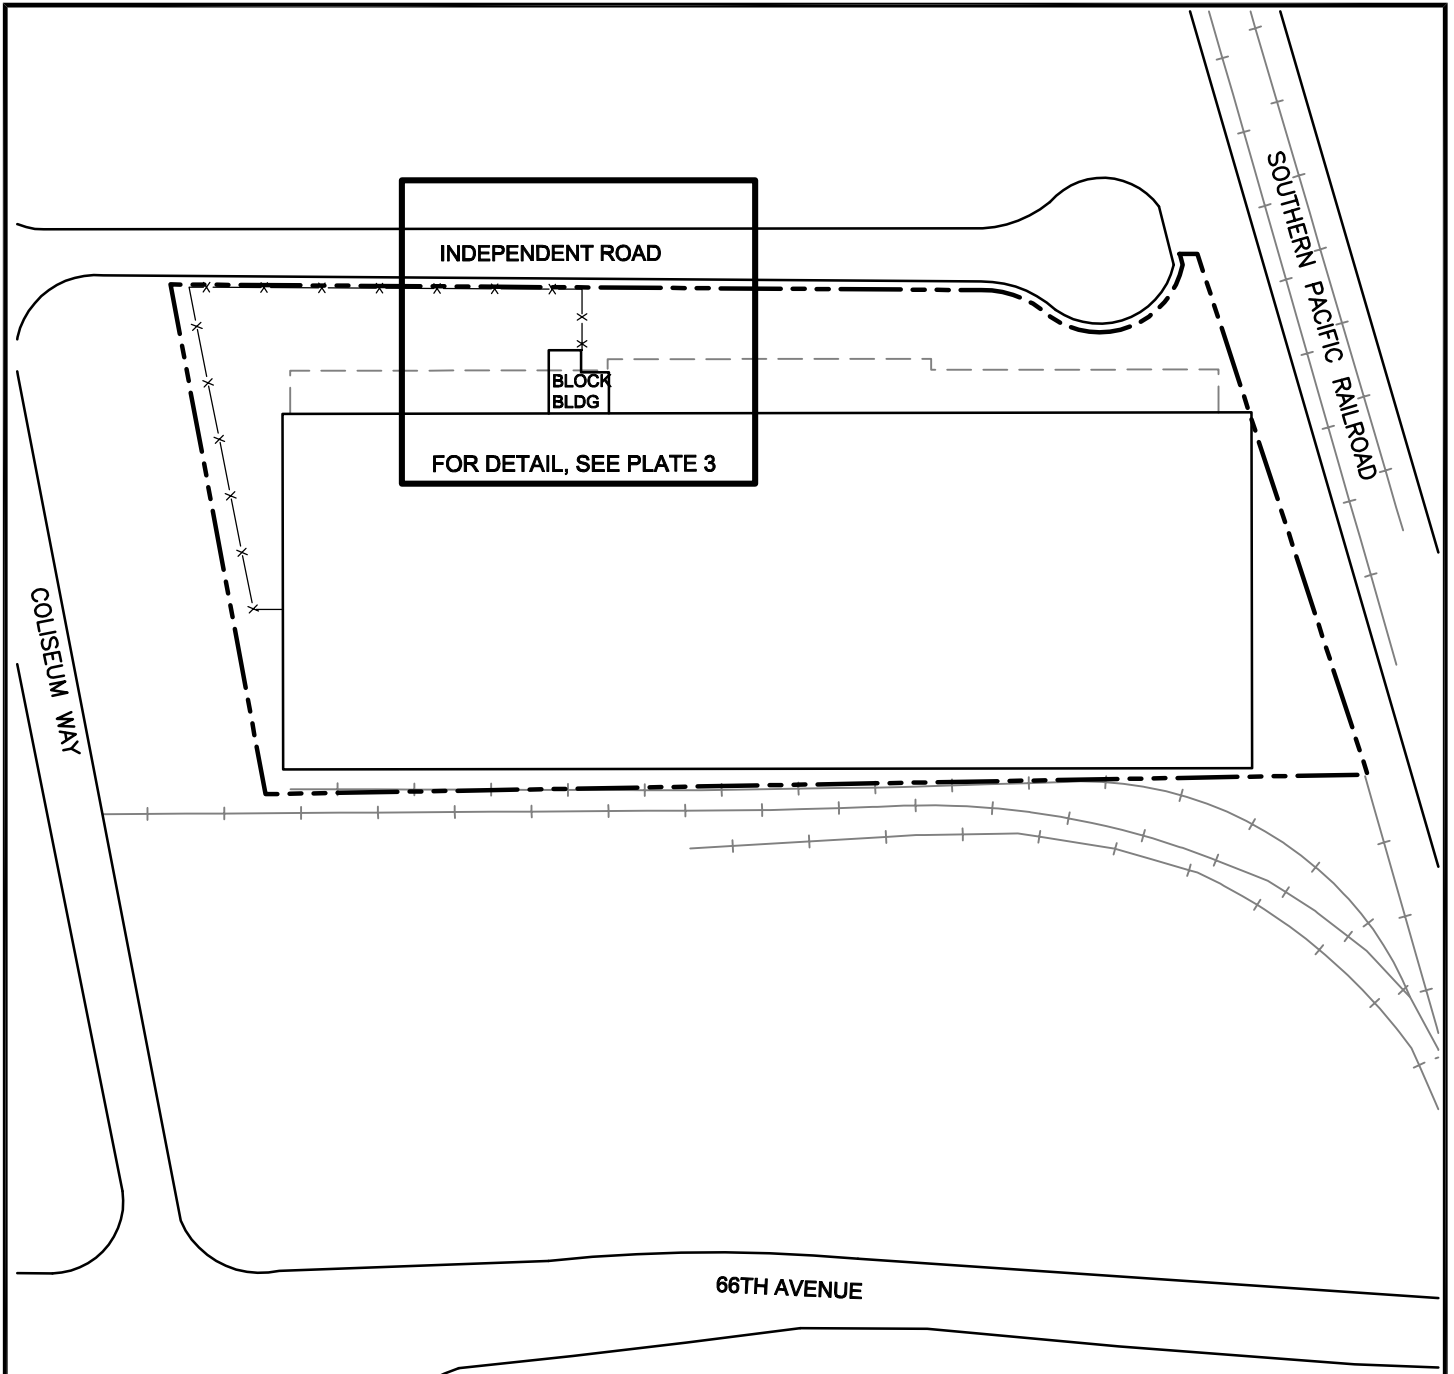 SOUTHERN PACIFIC RAILROAD
INDEPENDENT ROAD
BLOCK
BLDG
FOR DETAIL, SEE PLATE 3
COLISEUM WAY
66TH AVENUE